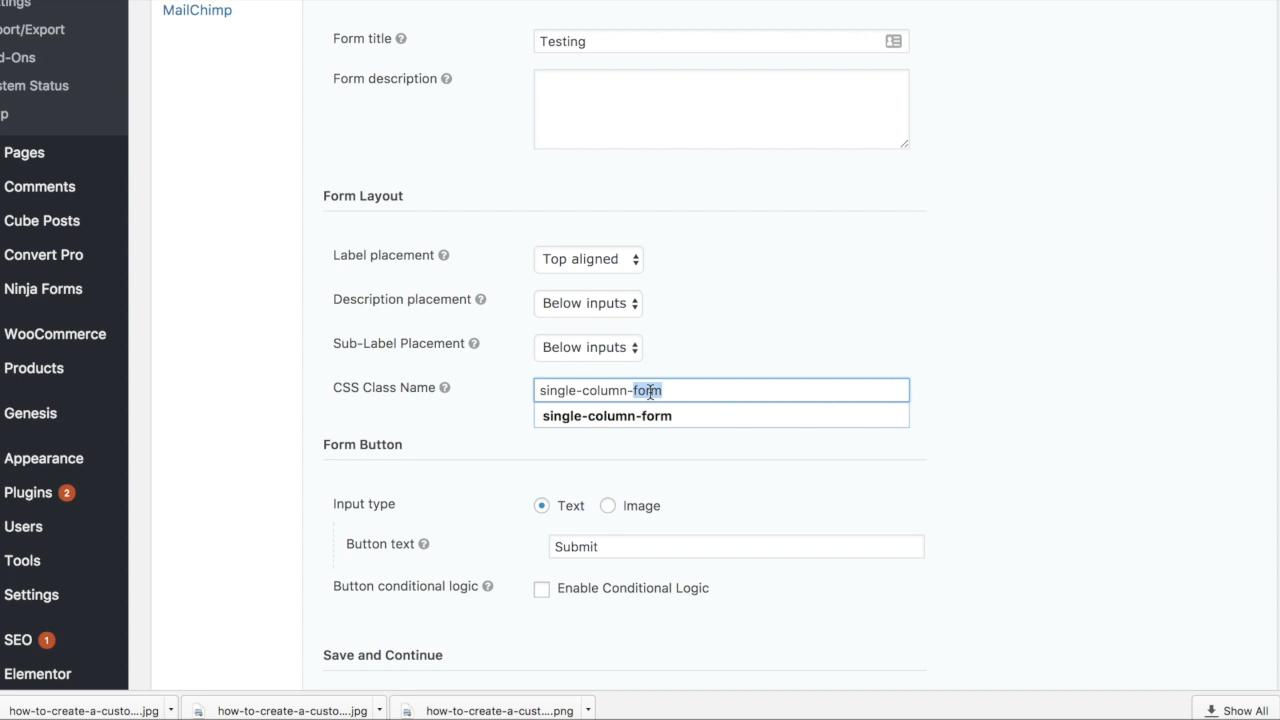 MailChimp
ort/Export
d-Ons
stem Status
p
Pages
Comments
Cube Posts
Convert Pro
Ninja Forms
WooCommerce
Products
Genesis
Appearance
Plugins 2
Users
Tools
Settings
SEO 1
Elementor
Form title ?
Testing
Form description ?
Form Layout
Label placement ?
Top aligned
Description placement ?
Below inputs
Sub-Label Placement ?
Below inputs
CSS Class Name ?
single-column-form
single-column-form
Form Button
Input type
Text
Image
Button text ?
Submit
Button conditional logic ?
Enable Conditional Logic
Save and Continue
how-to-create-a-custo....jpg
how-to-create-a-custo....jpg
how-to-create-a-cust....png
Show All